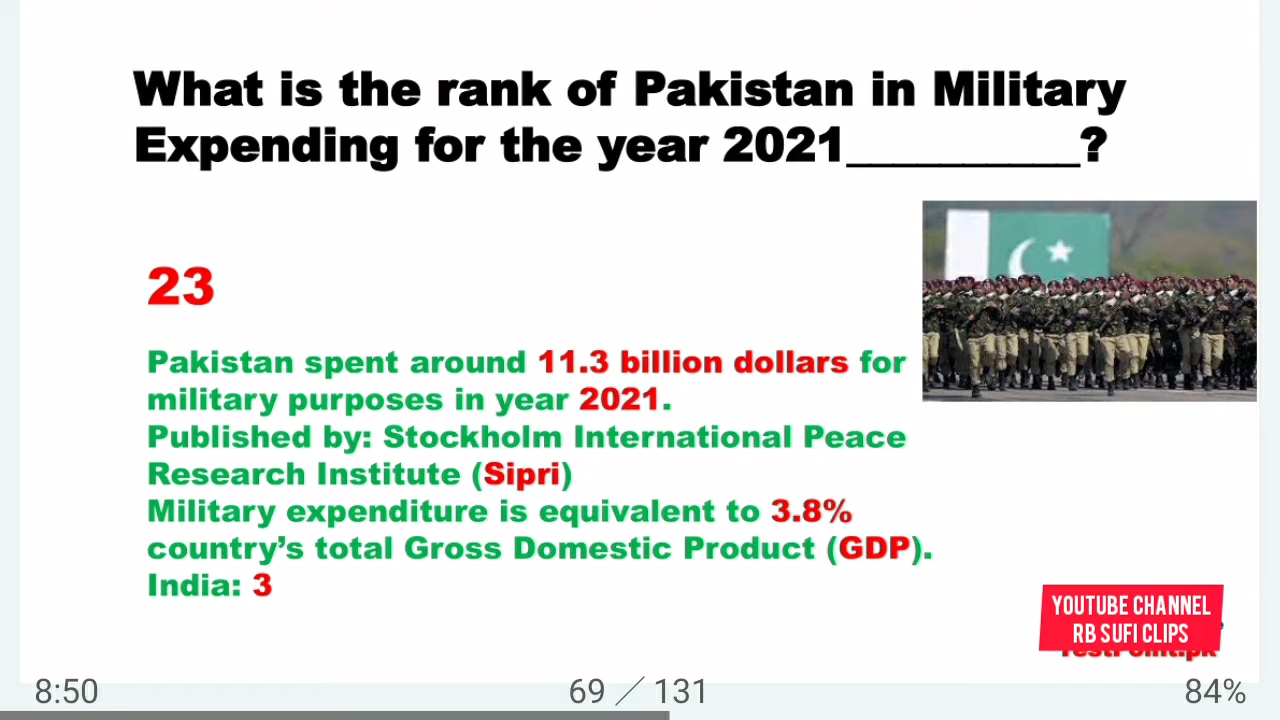 What is the rank of Pakistan in Military
Expending for the year 2021__________?
23
Pakistan spent around 11.3 billion dollars for
military purposes in year 2021.
Published by: Stockholm International Peace
Research Institute (Sipri)
Military expenditure is equivalent to 3.8%
country’s total Gross Domestic Product (GDP).
India: 3
YOUTUBE CHANNEL
RB SUFI CLIPS
TestPoint.pk
8:50
69 ／ 131
84%